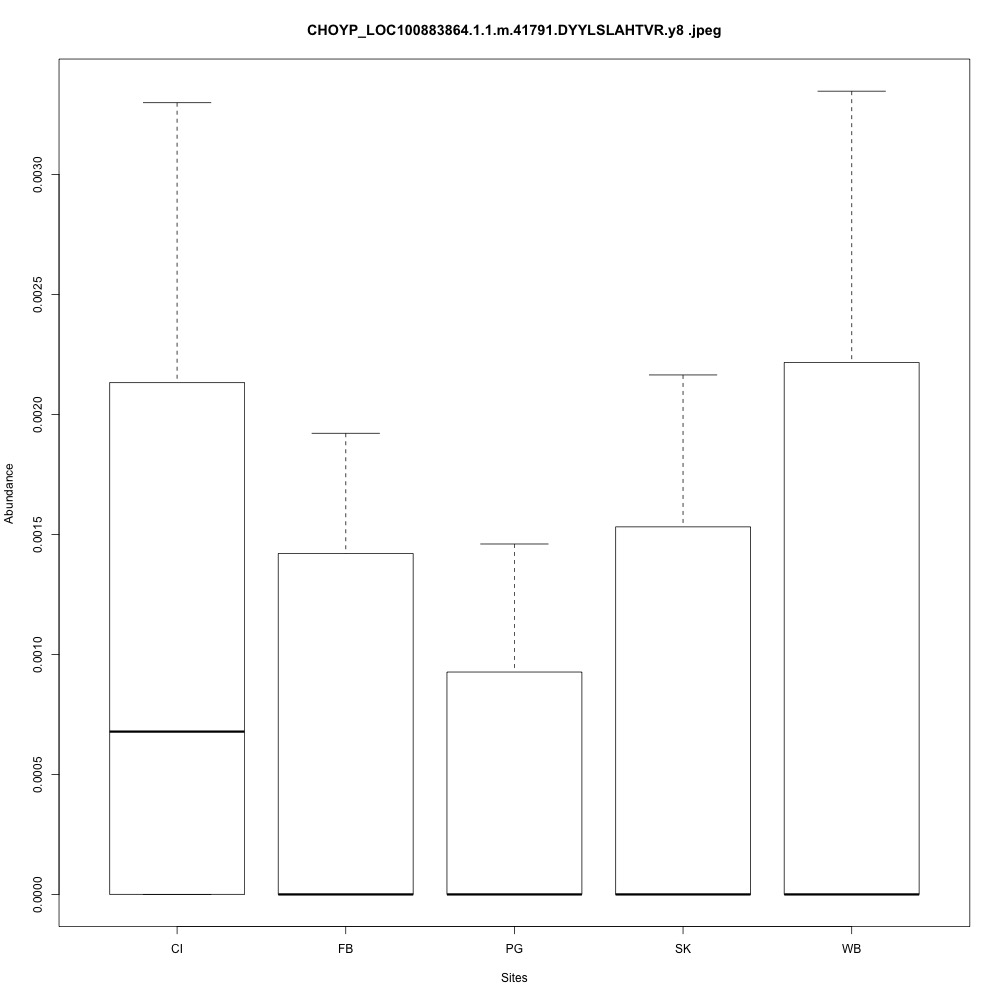 CHOYP_LOC100883864.1.1.m.41791.DYYLSLAHTVR.y8 .jpeg
0.0030
0.0025
0.0020
0.0015
0.0010
0.0005
0.0000
Abundance
CI FB PG SK WB
Sites